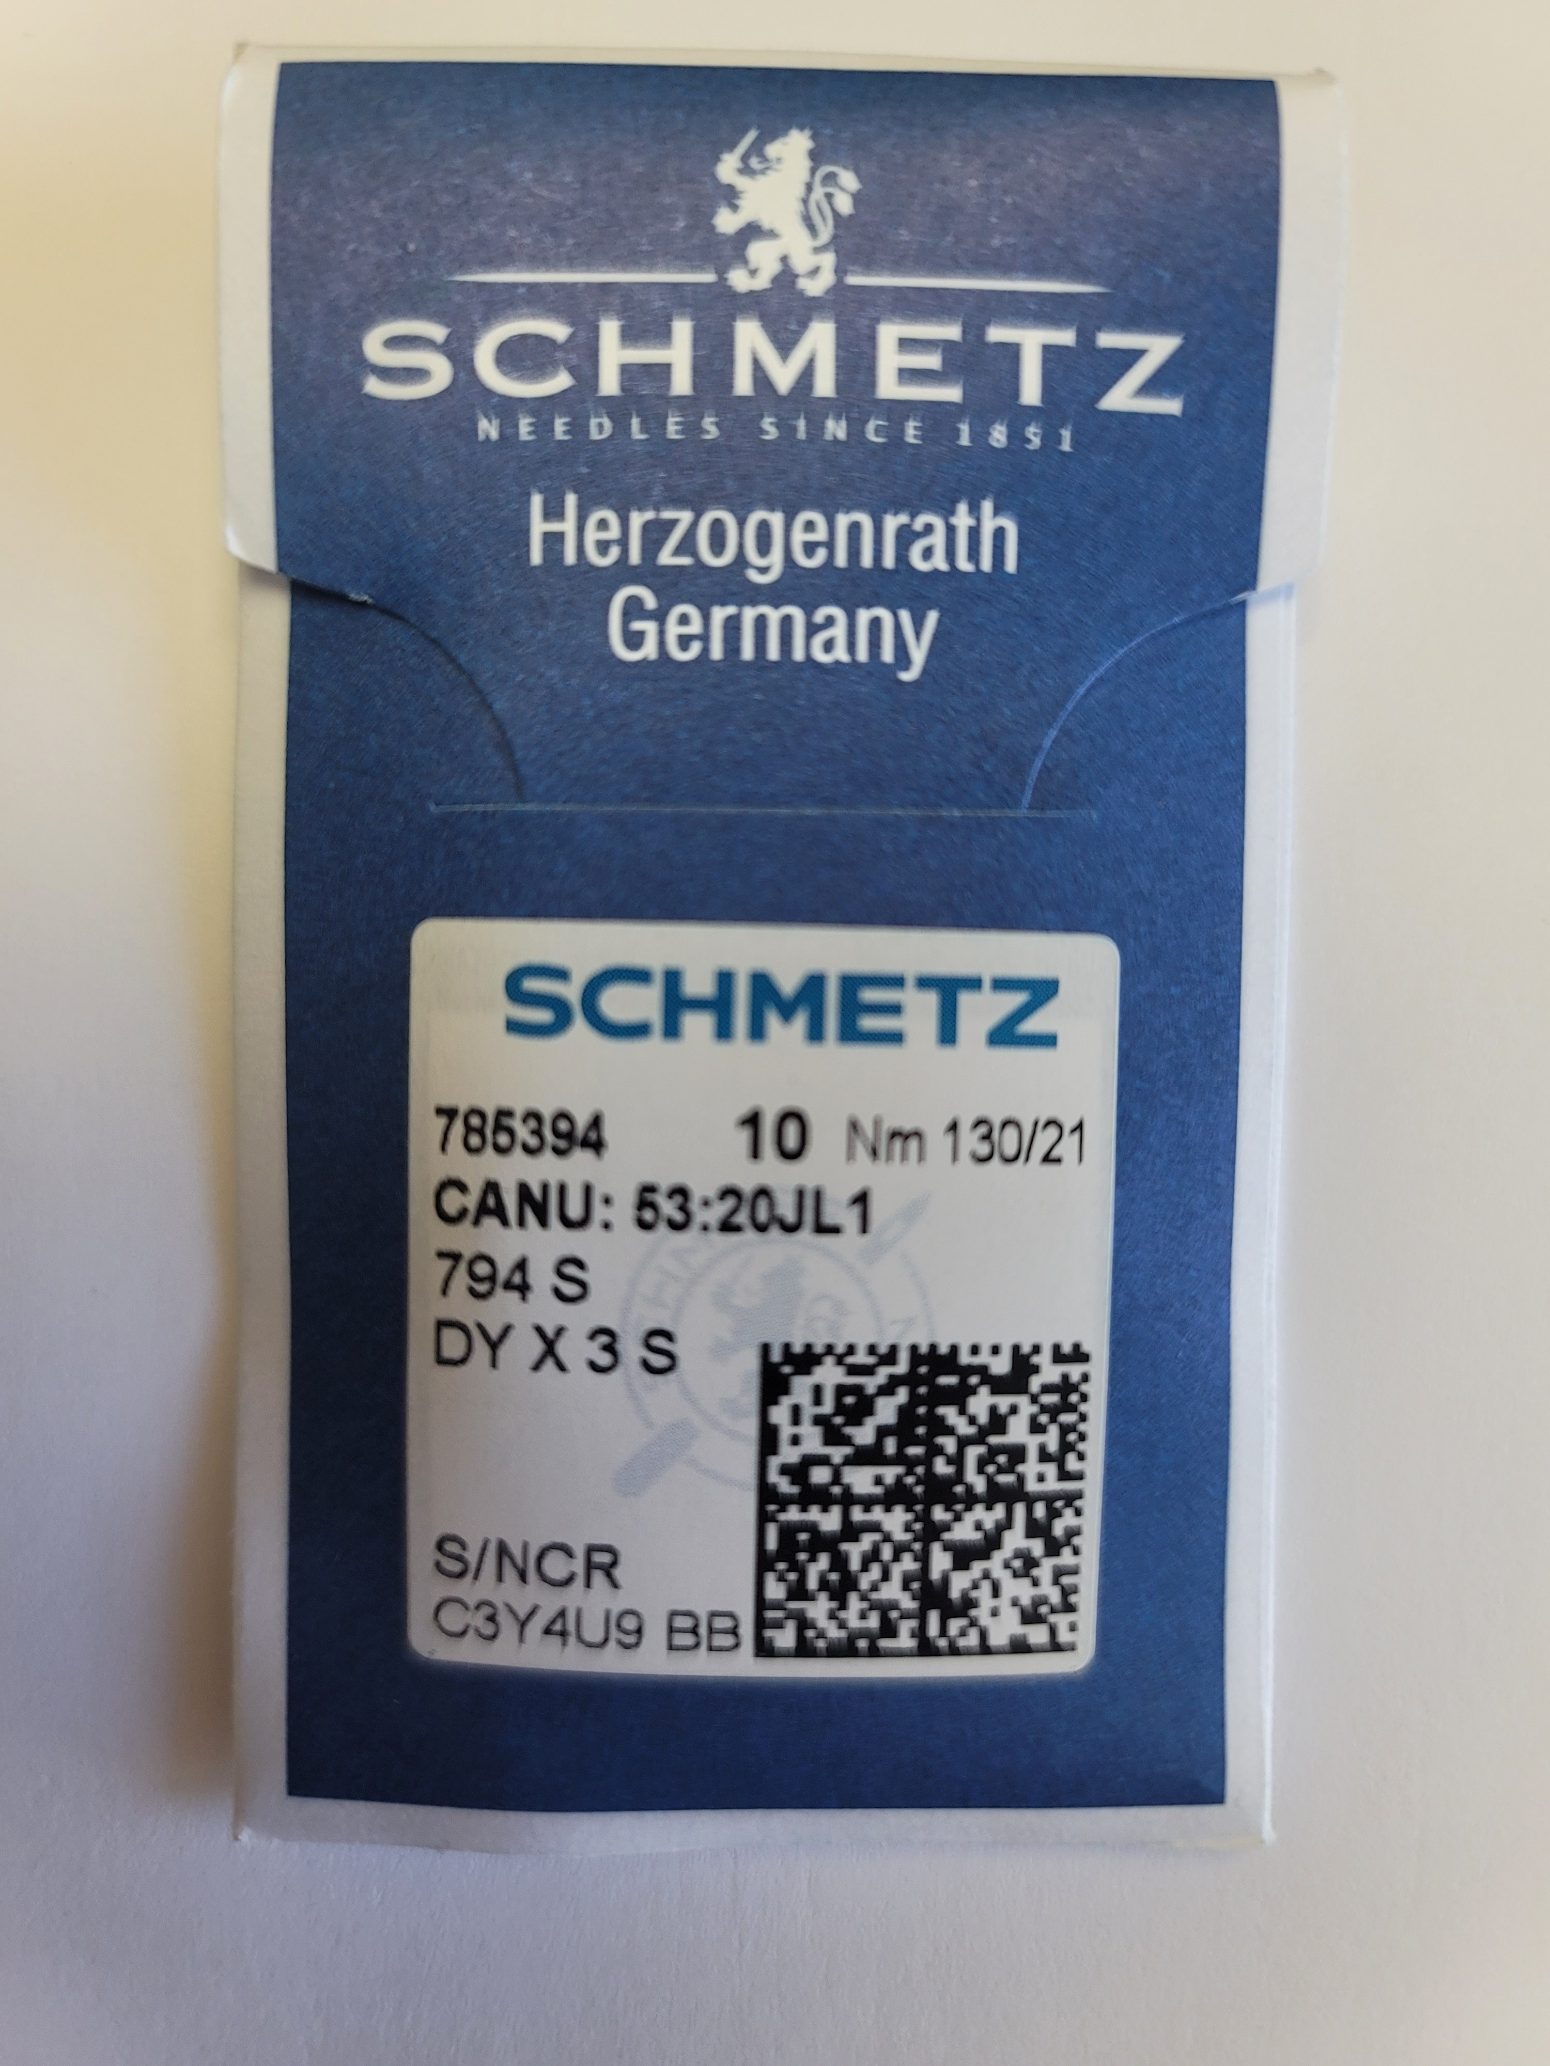 SCHMETZ
NEEDLES SINCE 1851
Herzogenrath
Germany
SCHMETZ
785394 10 Nm 130/21
CANU: 53:20JL1
794 S
DY X 3 S
S/NCR
C3Y4U9 BB